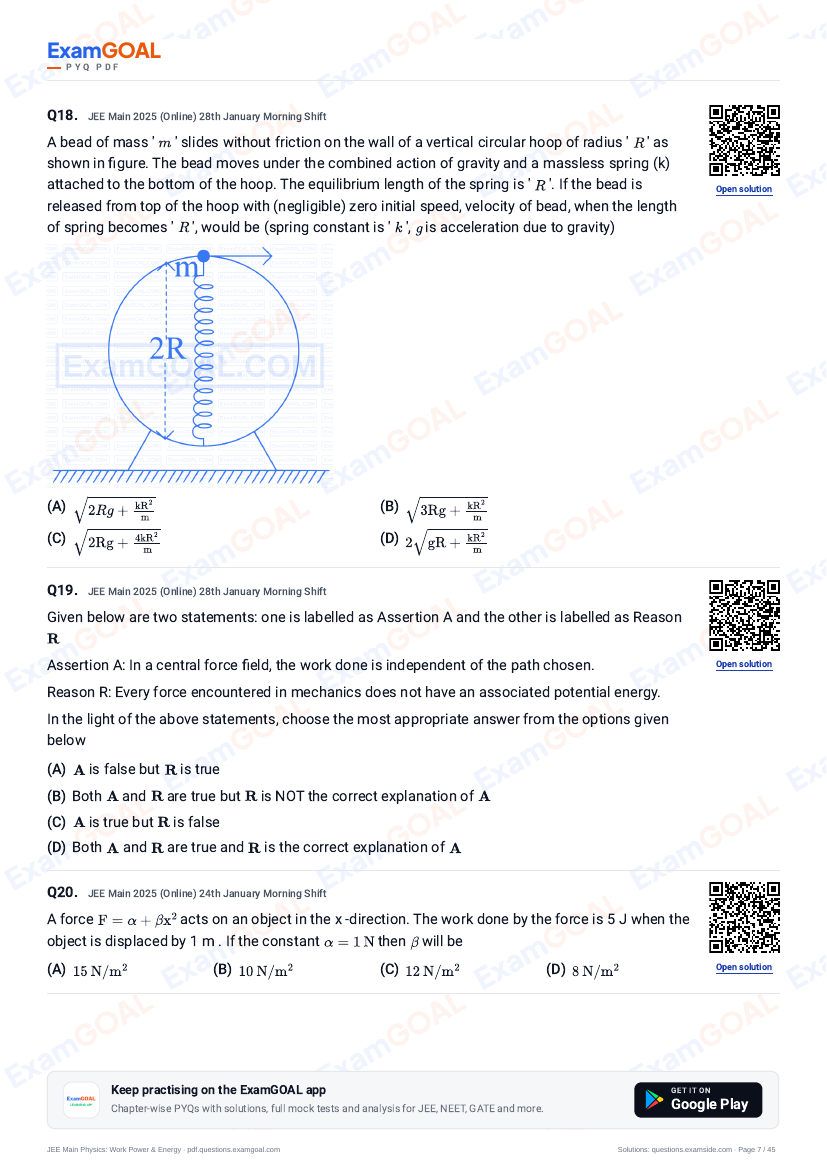 ExamGOAL
PYQ PDF
Q18. JEE Main 2025 (Online) 28th January Morning Shift
A bead of mass ' m ' slides without friction on the wall of a vertical circular hoop of radius ' R ' as
shown in figure. The bead moves under the combined action of gravity and a massless spring (k)
attached to the bottom of the hoop. The equilibrium length of the spring is ' R '. If the bead is
released from top of the hoop with (negligible) zero initial speed, velocity of bead, when the length
of spring becomes ' R ', would be (spring constant is ' k ', g is acceleration due to gravity)
Open solution
m
2R
ExamGOAL.COM
(A) √(2Rg + kR²/m)
(B) √(3Rg + kR²/m)
(C) √(2Rg + 4kR²/m)
(D) 2√(gR + kR²/m)
Q19. JEE Main 2025 (Online) 28th January Morning Shift
Given below are two statements: one is labelled as Assertion A and the other is labelled as Reason
R
Assertion A: In a central force field, the work done is independent of the path chosen.
Reason R: Every force encountered in mechanics does not have an associated potential energy.
In the light of the above statements, choose the most appropriate answer from the options given
below
Open solution
(A) A is false but R is true
(B) Both A and R are true but R is NOT the correct explanation of A
(C) A is true but R is false
(D) Both A and R are true and R is the correct explanation of A
Q20. JEE Main 2025 (Online) 24th January Morning Shift
A force F = α + βx² acts on an object in the x -direction. The work done by the force is 5 J when the
object is displaced by 1 m . If the constant α = 1 N then β will be
(A) 15 N/m²
(B) 10 N/m²
(C) 12 N/m²
(D) 8 N/m²
Open solution
ExamGOAL
Keep practising on the ExamGOAL app
Chapter-wise PYQs with solutions, full mock tests and analysis for JEE, NEET, GATE and more.
GET IT ON
Google Play
JEE Main Physics: Work Power & Energy · pdf.questions.examgoal.com
Solutions: questions.examside.com · Page 7 / 45